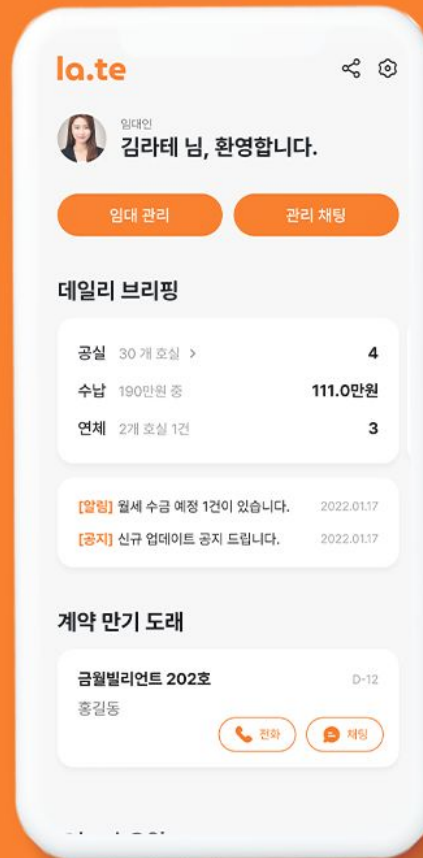 la.te
임대인
김라테 님, 환영합니다.
임대 관리 관리 채팅
데일리 브리핑
공실 30 개 호실 > 4
수납 190만원 중 111.0만원
연체 2개 호실 1건 3
[알림] 월세 수금 예정 1건이 있습니다. 2022.01.17
[공지] 신규 업데이트 공지 드립니다. 2022.01.17
계약 만기 도래
금월빌리언트 202호 D-12
홍길동
전화 채팅